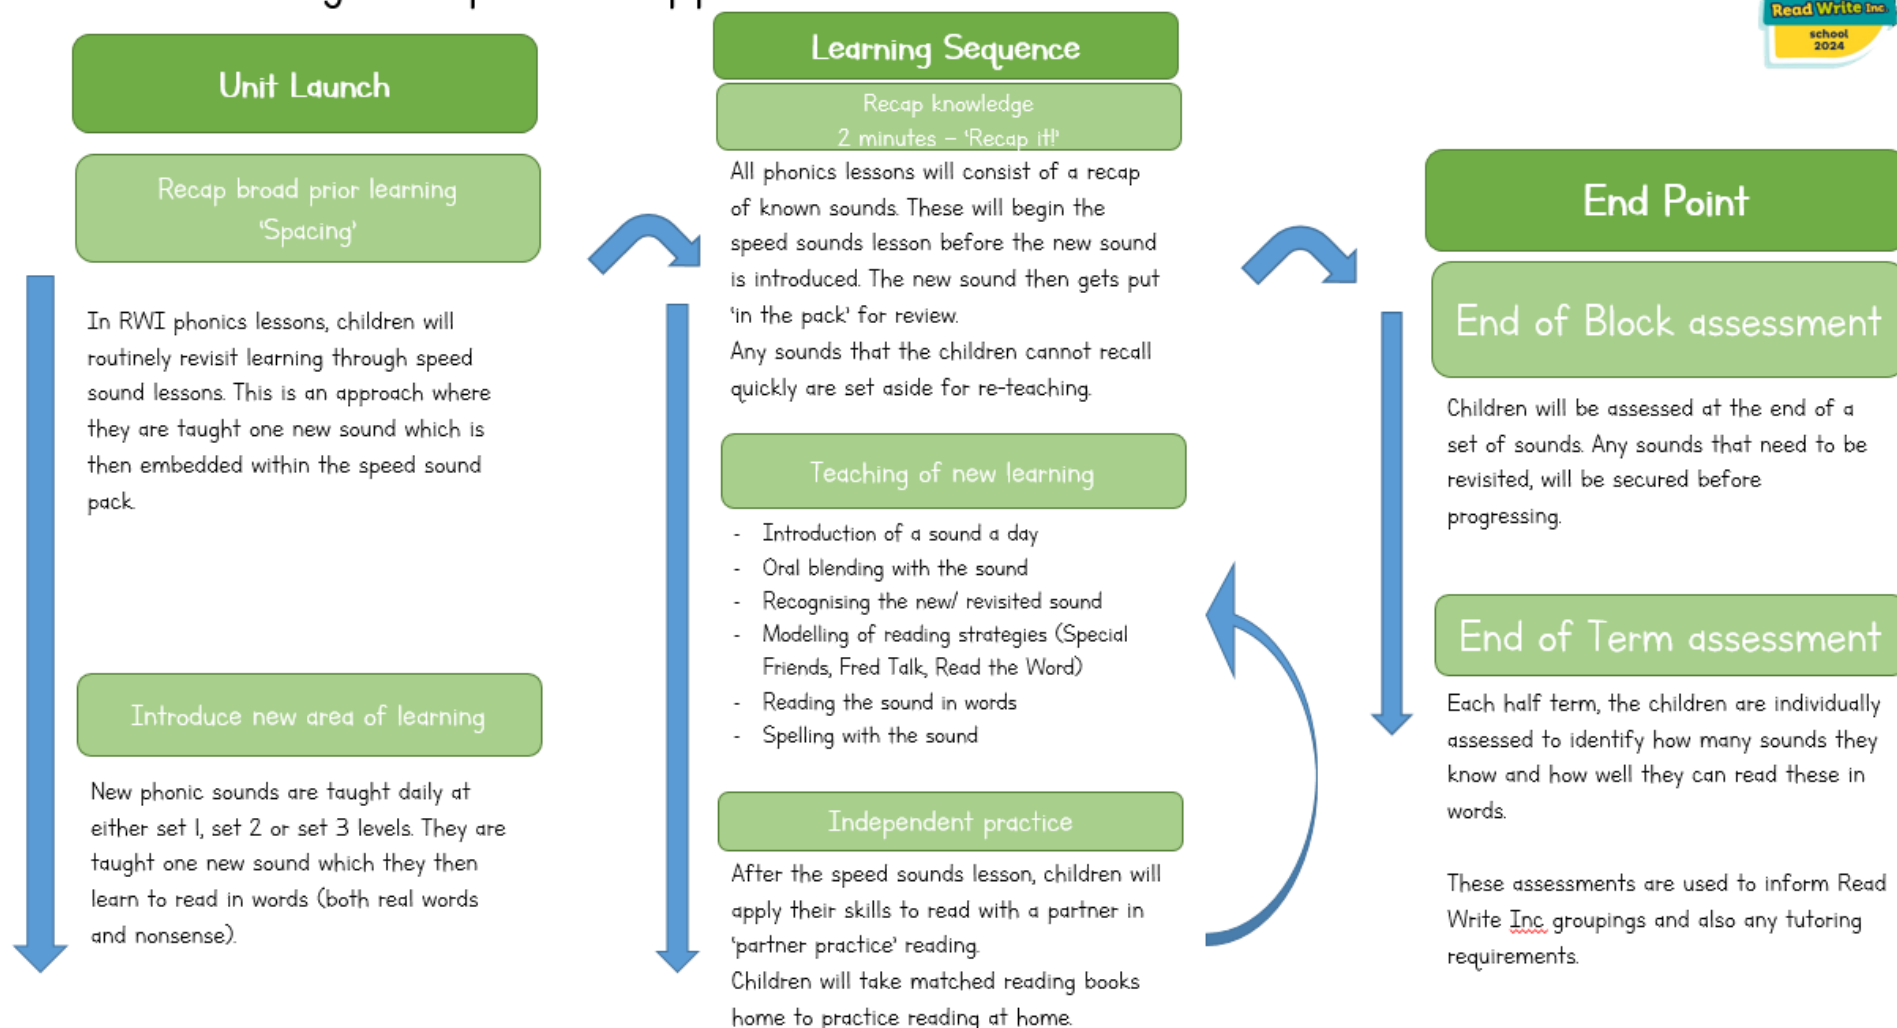 Read Write Inc.
school
2024
Unit Launch
Recap broad prior learning
'Spacing'
In RWI phonics lessons, children will
routinely revisit learning through speed
sound lessons. This is an approach where
they are taught one new sound which is
then embedded within the speed sound
pack.
Introduce new area of learning
New phonic sounds are taught daily at
either set 1, set 2 or set 3 levels. They are
taught one new sound which they then
learn to read in words (both real words
and nonsense).
Learning Sequence
Recap knowledge
2 minutes – 'Recap it!'
All phonics lessons will consist of a recap
of known sounds. These will begin the
speed sounds lesson before the new sound
is introduced. The new sound then gets put
'in the pack' for review.
Any sounds that the children cannot recall
quickly are set aside for re-teaching.
Teaching of new learning
- Introduction of a sound a day
- Oral blending with the sound
- Recognising the new/ revisited sound
- Modelling of reading strategies (Special
Friends, Fred Talk, Read the Word)
- Reading the sound in words
- Spelling with the sound
Independent practice
After the speed sounds lesson, children will
apply their skills to read with a partner in
'partner practice' reading.
Children will take matched reading books
home to practice reading at home.
End Point
End of Block assessment
Children will be assessed at the end of a
set of sounds. Any sounds that need to be
revisited, will be secured before
progressing.
End of Term assessment
Each half term, the children are individually
assessed to identify how many sounds they
know and how well they can read these in
words.
These assessments are used to inform Read
Write Inc groupings and also any tutoring
requirements.